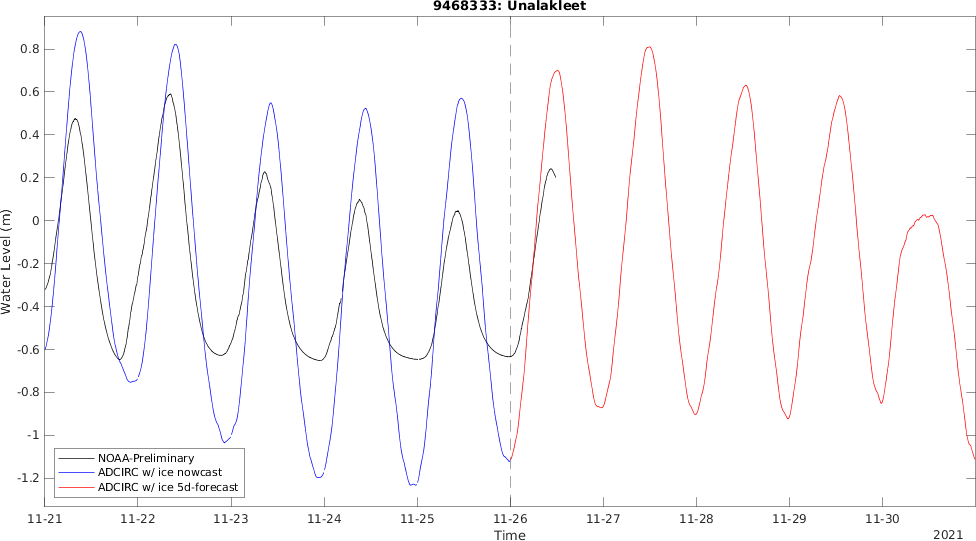 9468333: Unalakleet
0.8
0.6
0.4
0.2
0
-0.2
-0.4
-0.6
-0.8
-1
-1.2
Water Level (m)
NOAA-Preliminary
ADCIRC w/ ice nowcast
ADCIRC w/ ice 5d-forecast
11-21 11-22 11-23 11-24 11-25 11-26 11-27 11-28 11-29 11-30
Time
2021